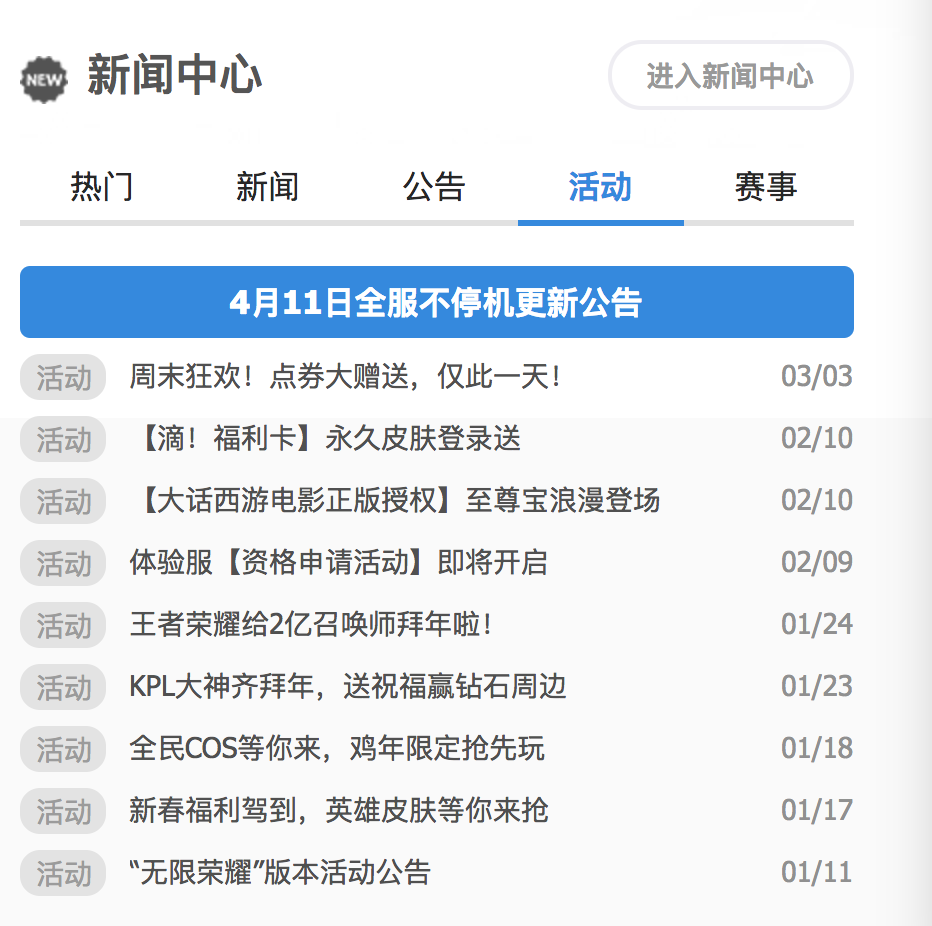 NEW 新闻中心 进入新闻中心
热门 新闻 公告 活动 赛事
4月11日全服不停机更新公告
活动 周末狂欢！点券大赠送，仅此一天！ 03/03
活动 【滴！福利卡】永久皮肤登录送 02/10
活动 【大话西游电影正版授权】至尊宝浪漫登场 02/10
活动 体验服【资格申请活动】即将开启 02/09
活动 王者荣耀给2亿召唤师拜年啦！ 01/24
活动 KPL大神齐拜年，送祝福赢钻石周边 01/23
活动 全民COS等你来，鸡年限定抢先玩 01/18
活动 新春福利驾到，英雄皮肤等你来抢 01/17
活动 “无限荣耀”版本活动公告 01/11